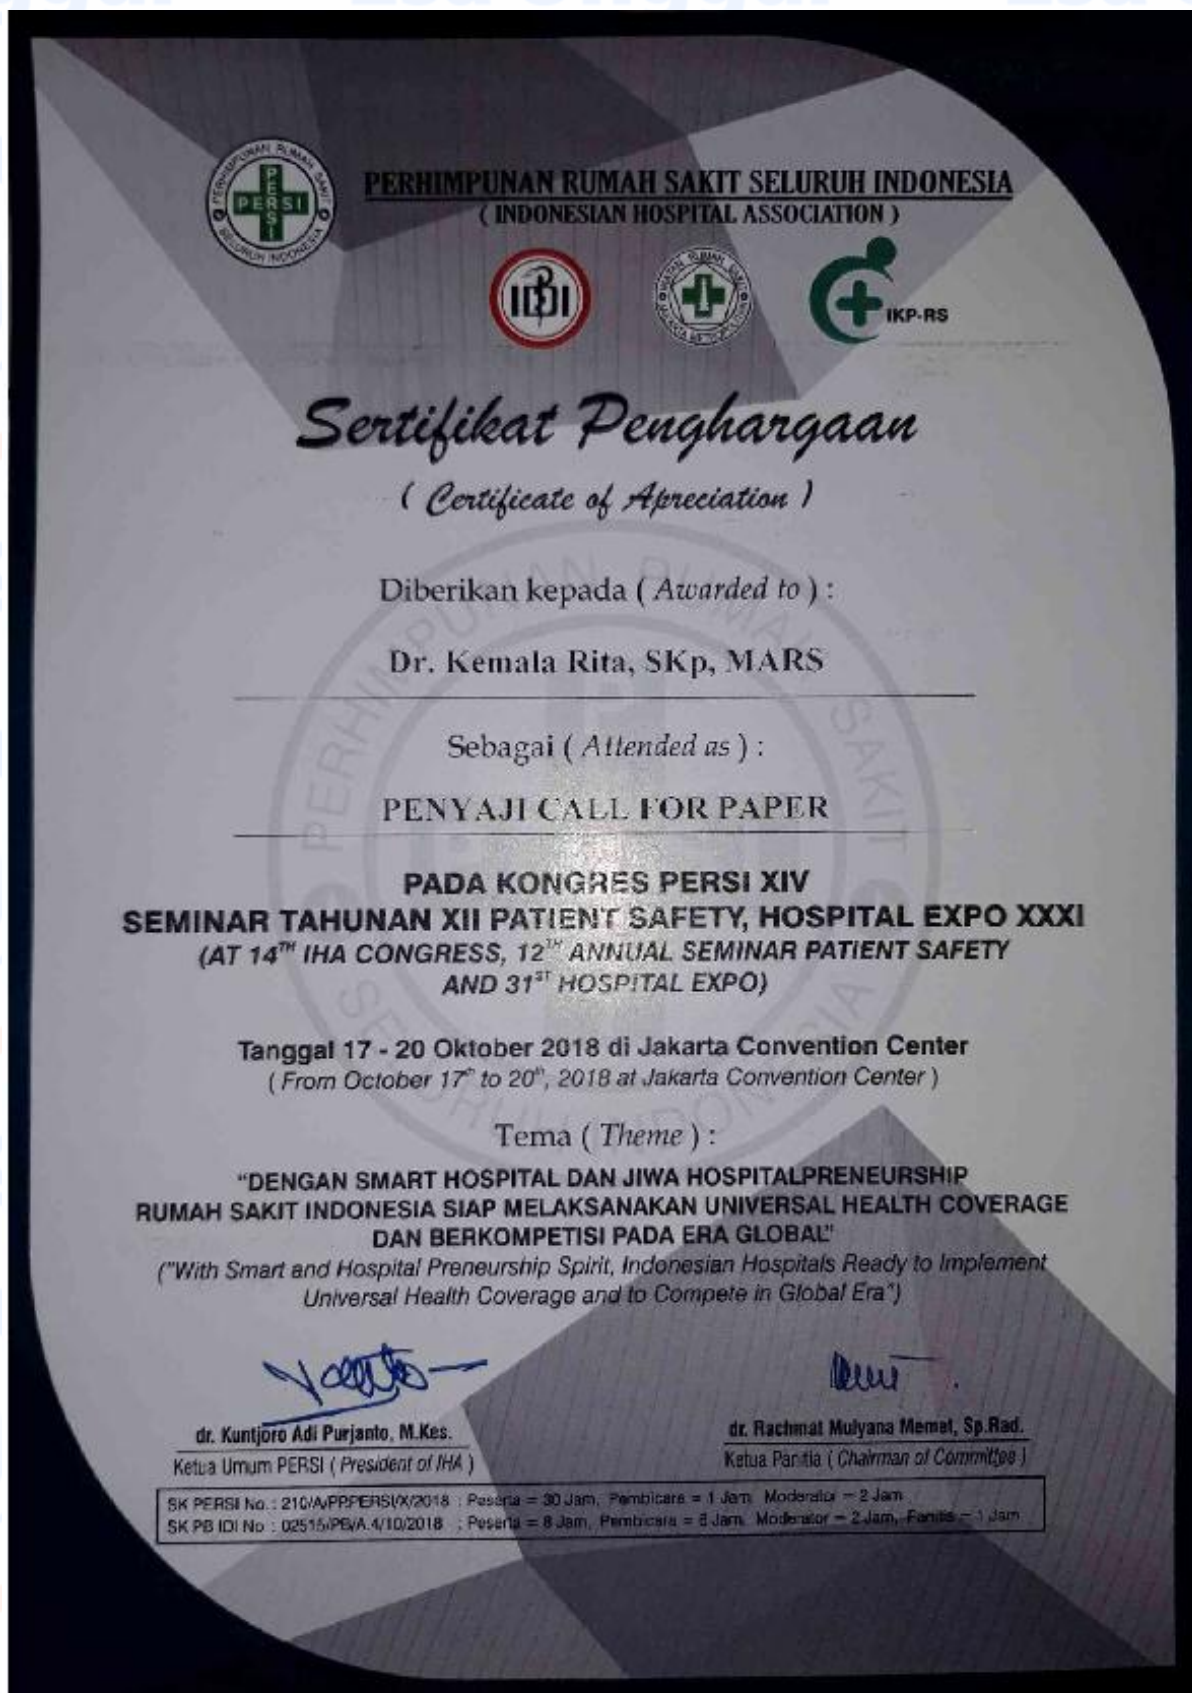 PERHIMPUNAN RUMAH SAKIT SELURUH INDONESIA
PERSI
PERHIMPUNAN RUMAH SAKIT SELURUH INDONESIA
( INDONESIAN HOSPITAL ASSOCIATION )
IDI
IKP-RS
Sertifikat Penghargaan
( Certificate of Apreciation )
Diberikan kepada ( Awarded to ) :
Dr. Kemala Rita, SKp, MARS
Sebagai ( Attended as ) :
PENYAJI CALL FOR PAPER
PADA KONGRES PERSI XIV
SEMINAR TAHUNAN XII PATIENT SAFETY, HOSPITAL EXPO XXXI
(AT 14TH IHA CONGRESS, 12TH ANNUAL SEMINAR PATIENT SAFETY
AND 31ST HOSPITAL EXPO)
Tanggal 17 - 20 Oktober 2018 di Jakarta Convention Center
( From October 17th to 20th, 2018 at Jakarta Convention Center )
Tema ( Theme ) :
"DENGAN SMART HOSPITAL DAN JIWA HOSPITALPRENEURSHIP
RUMAH SAKIT INDONESIA SIAP MELAKSANAKAN UNIVERSAL HEALTH COVERAGE
DAN BERKOMPETISI PADA ERA GLOBAL"
("With Smart and Hospital Preneurship Spirit, Indonesian Hospitals Ready to Implement
Universal Health Coverage and to Compete in Global Era")
dr. Kuntjoro Adi Purjanto, M.Kes.
Ketua Umum PERSI ( President of IHA )
dr. Rachmat Mulyana Memet, Sp.Rad.
Ketua Panitia ( Chairman of Committee )
SK PERSI No. : 210/A/PP.PERSI/X/2018 : Peserta = 30 Jam, Pembicara = 1 Jam, Moderator = 2 Jam
SK PB IDI No : /PB/A.4/10/2018 : Peserta = 8 Jam, Pembicara = Jam, Moderator = 2 Jam, Panitia = 1 Jam